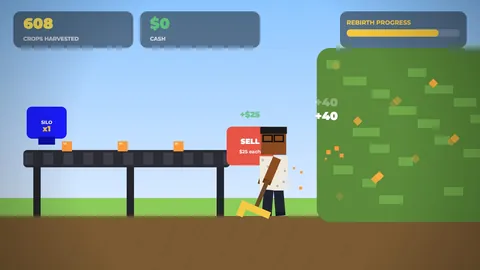 608
CROPS HARVESTED
$0
CASH
REBIRTH PROGRESS
+40
+40
+$25
SILO
x1
SELL
$25 each